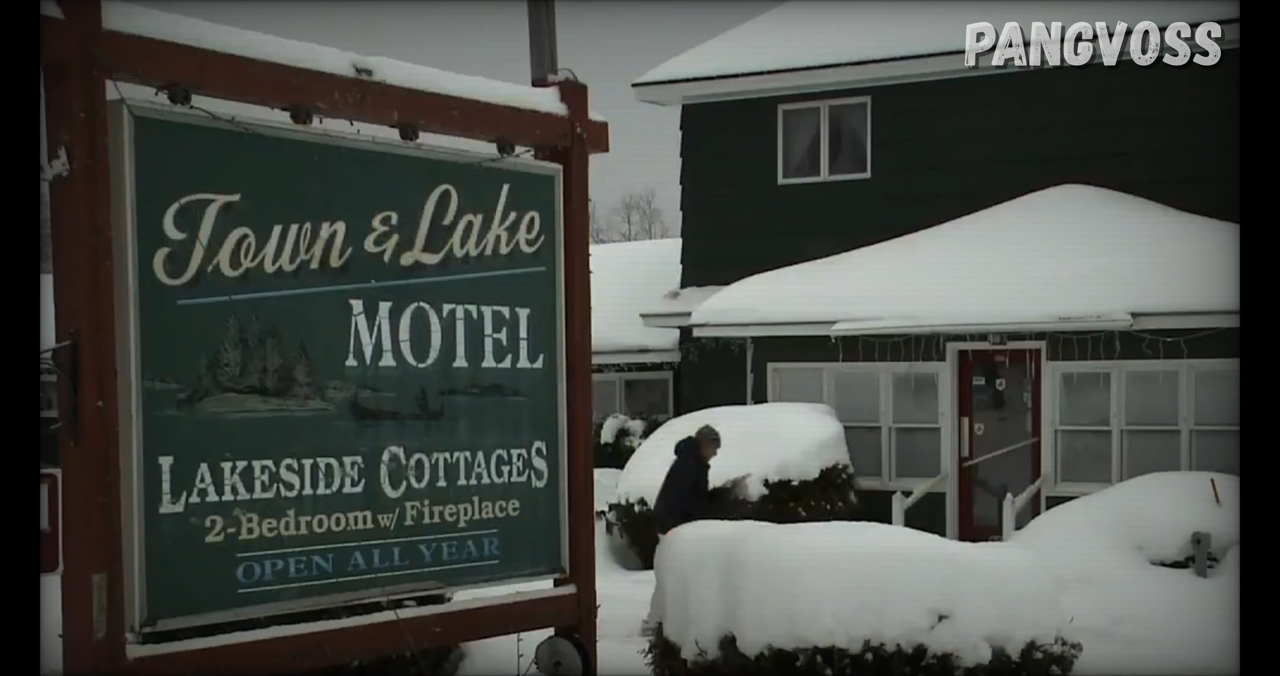 PANGVOSS
Town & Lake
MOTEL
LAKESIDE COTTAGES
2-Bedroom w/ Fireplace
OPEN ALL YEAR